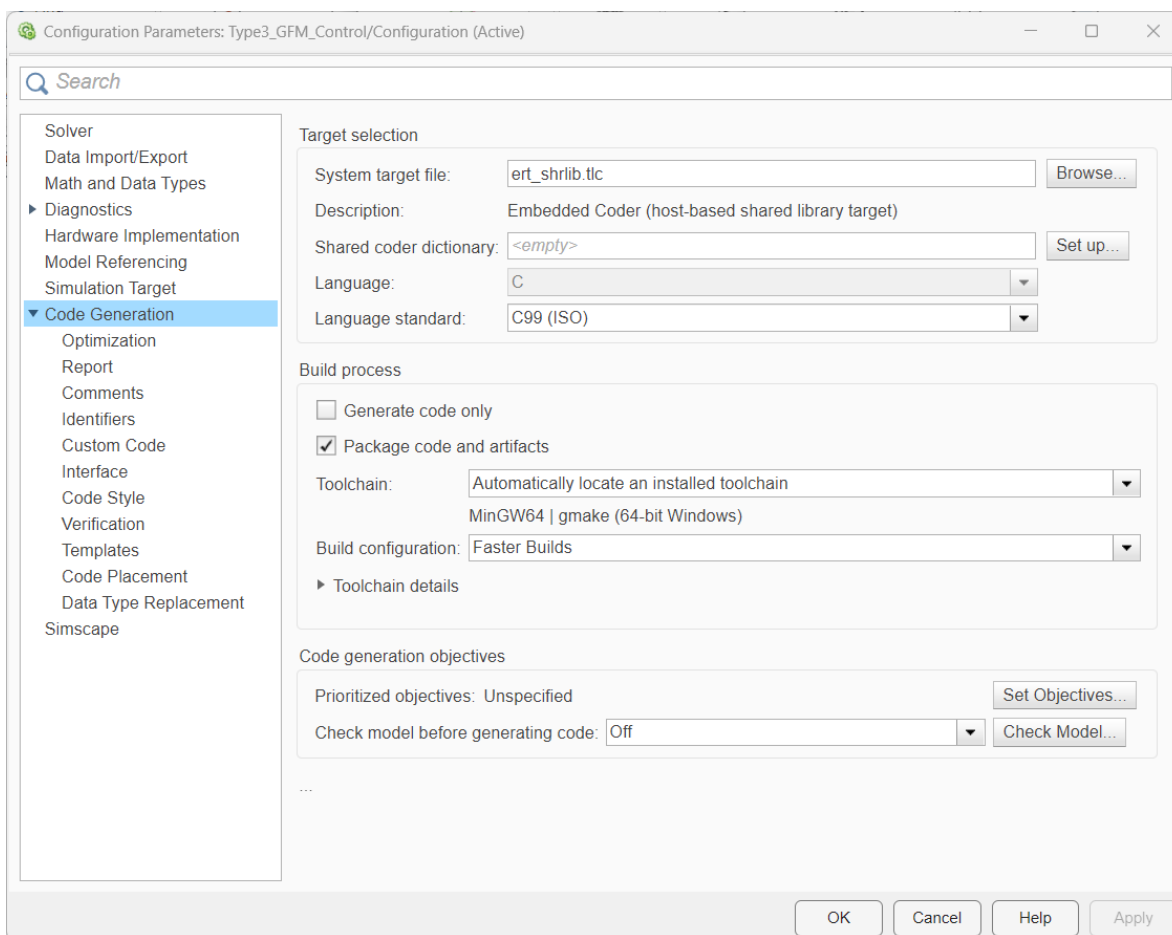 Configuration Parameters: Type3_GFM_Control/Configuration (Active)
Search
Solver
Data Import/Export
Math and Data Types
Diagnostics
Hardware Implementation
Model Referencing
Simulation Target
Code Generation
Optimization
Report
Comments
Identifiers
Custom Code
Interface
Code Style
Verification
Templates
Code Placement
Data Type Replacement
Simscape
Target selection
System target file: ert_shrlib.tlc Browse...
Description: Embedded Coder (host-based shared library target)
Shared coder dictionary: <empty> Set up...
Language: C
Language standard: C99 (ISO)
Build process
Generate code only
Package code and artifacts
Toolchain: Automatically locate an installed toolchain
MinGW64 | gmake (64-bit Windows)
Build configuration: Faster Builds
Toolchain details
Code generation objectives
Prioritized objectives: Unspecified Set Objectives...
Check model before generating code: Off Check Model...
...
OK Cancel Help Apply